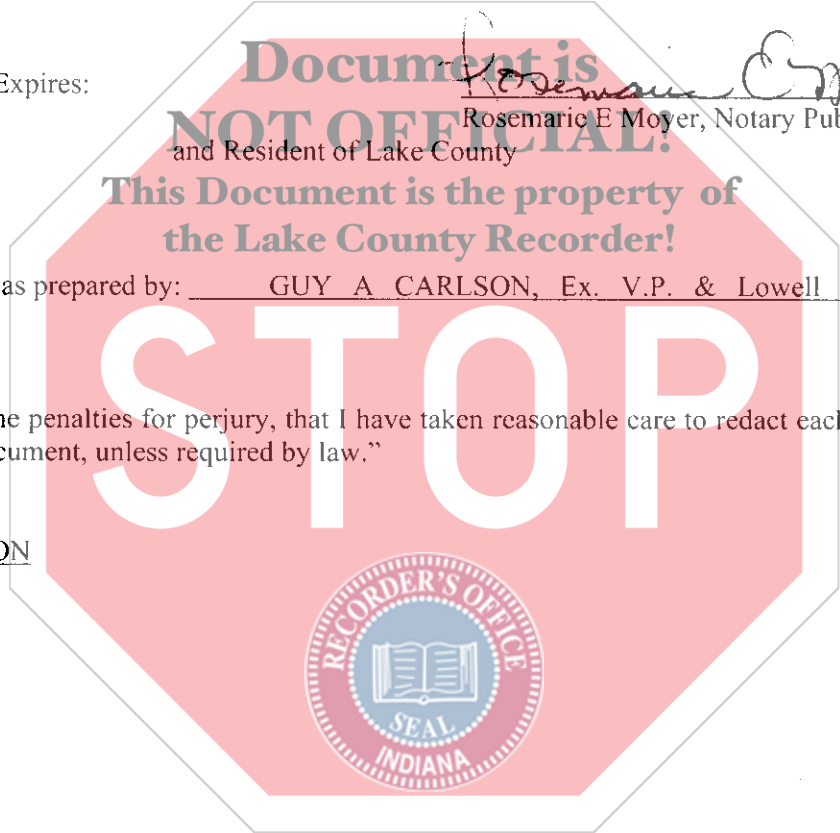 Document is
Expires:
NOT OFFICIAL!
Rosemarie E Moyer, Notary Pub
and Resident of Lake County
This Document is the property of
the Lake County Recorder!
as prepared by: GUY A CARLSON, Ex. V.P. & Lowell
STOP
he penalties for perjury, that I have taken reasonable care to redact each
cument, unless required by law.”
ON
RECORDER'S OFFICE
SEAL
INDIANA